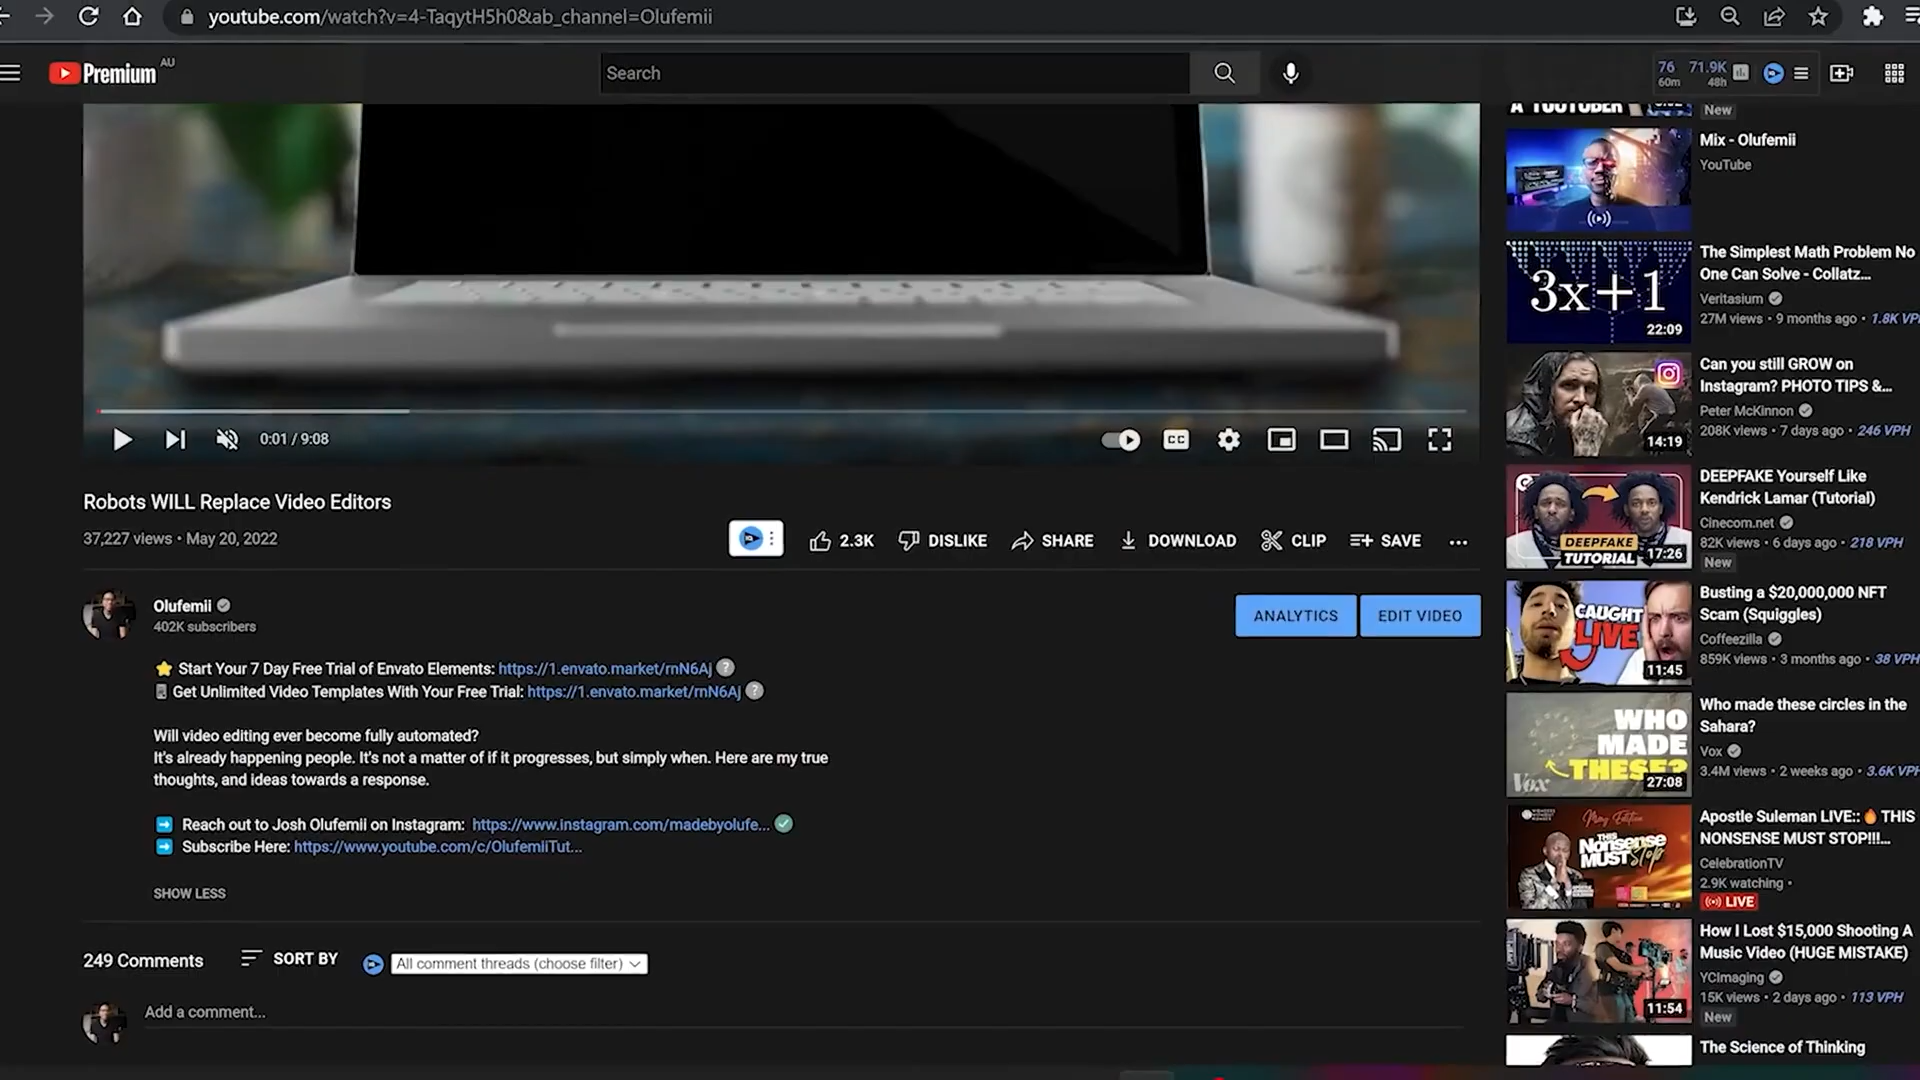 youtube.com/watch?v=4-TaqytH5h0&ab_channel=Olufemii
Premium AU
Search
76 71.9K
60m 48h
0:01 / 9:08
CC
Robots WILL Replace Video Editors
37,227 views • May 20, 2022
2.3K DISLIKE SHARE DOWNLOAD CLIP SAVE
Olufemii
402K subscribers
ANALYTICS EDIT VIDEO
Start Your 7 Day Free Trial of Envato Elements: https://1.envato.market/rnN6Aj ?
Get Unlimited Video Templates With Your Free Trial: https://1.envato.market/rnN6Aj ?
Will video editing ever become fully automated?
It's already happening people. It's not a matter of if it progresses, but simply when. Here are my true
thoughts, and ideas towards a response.
Reach out to Josh Olufemii on Instagram: https://www.instagram.com/madebyolufe...
Subscribe Here: https://www.youtube.com/c/OlufemiiTut...
SHOW LESS
249 Comments SORT BY All comment threads (choose filter)
Add a comment...
A YOUTUBER
New
Mix - Olufemii
YouTube
3x+1
22:09
The Simplest Math Problem No
One Can Solve - Collatz...
Veritasium
27M views • 9 months ago • 1.8K VP
14:19
Can you still GROW on
Instagram? PHOTO TIPS &...
Peter McKinnon
208K views • 7 days ago • 246 VPH
DEEPFAKE
TUTORIAL
17:26
DEEPFAKE Yourself Like
Kendrick Lamar (Tutorial)
Cinecom.net
82K views • 6 days ago • 218 VPH
New
CAUGHT
LIVE
11:45
Busting a $20,000,000 NFT
Scam (Squiggles)
Coffeezilla
859K views • 3 months ago • 38 VPH
WHO
MADE
THESE?
Vox
27:08
Who made these circles in the
Sahara?
Vox
3.4M views • 2 weeks ago • 3.6K VPH
May Edition
THIS
Nonsense
MUST Stop
Apostle Suleman LIVE:: 🔥 THIS
NONSENSE MUST STOP!!!...
CelebrationTV
2.9K watching •
LIVE
11:54
How I Lost $15,000 Shooting A
Music Video (HUGE MISTAKE)
YCImaging
15K views • 2 days ago • 113 VPH
New
The Science of Thinking